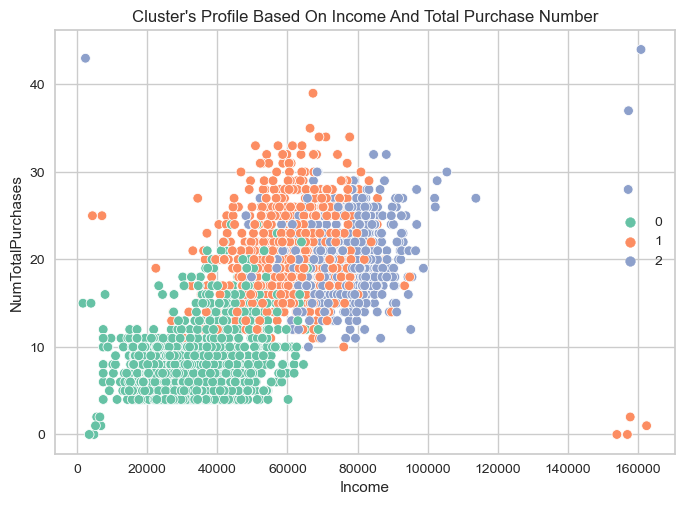 Cluster's Profile Based On Income And Total Purchase Number
NumTotalPurchases
40
30
20
10
0
0
1
2
0 20000 40000 60000 80000 100000 120000 140000 160000
Income